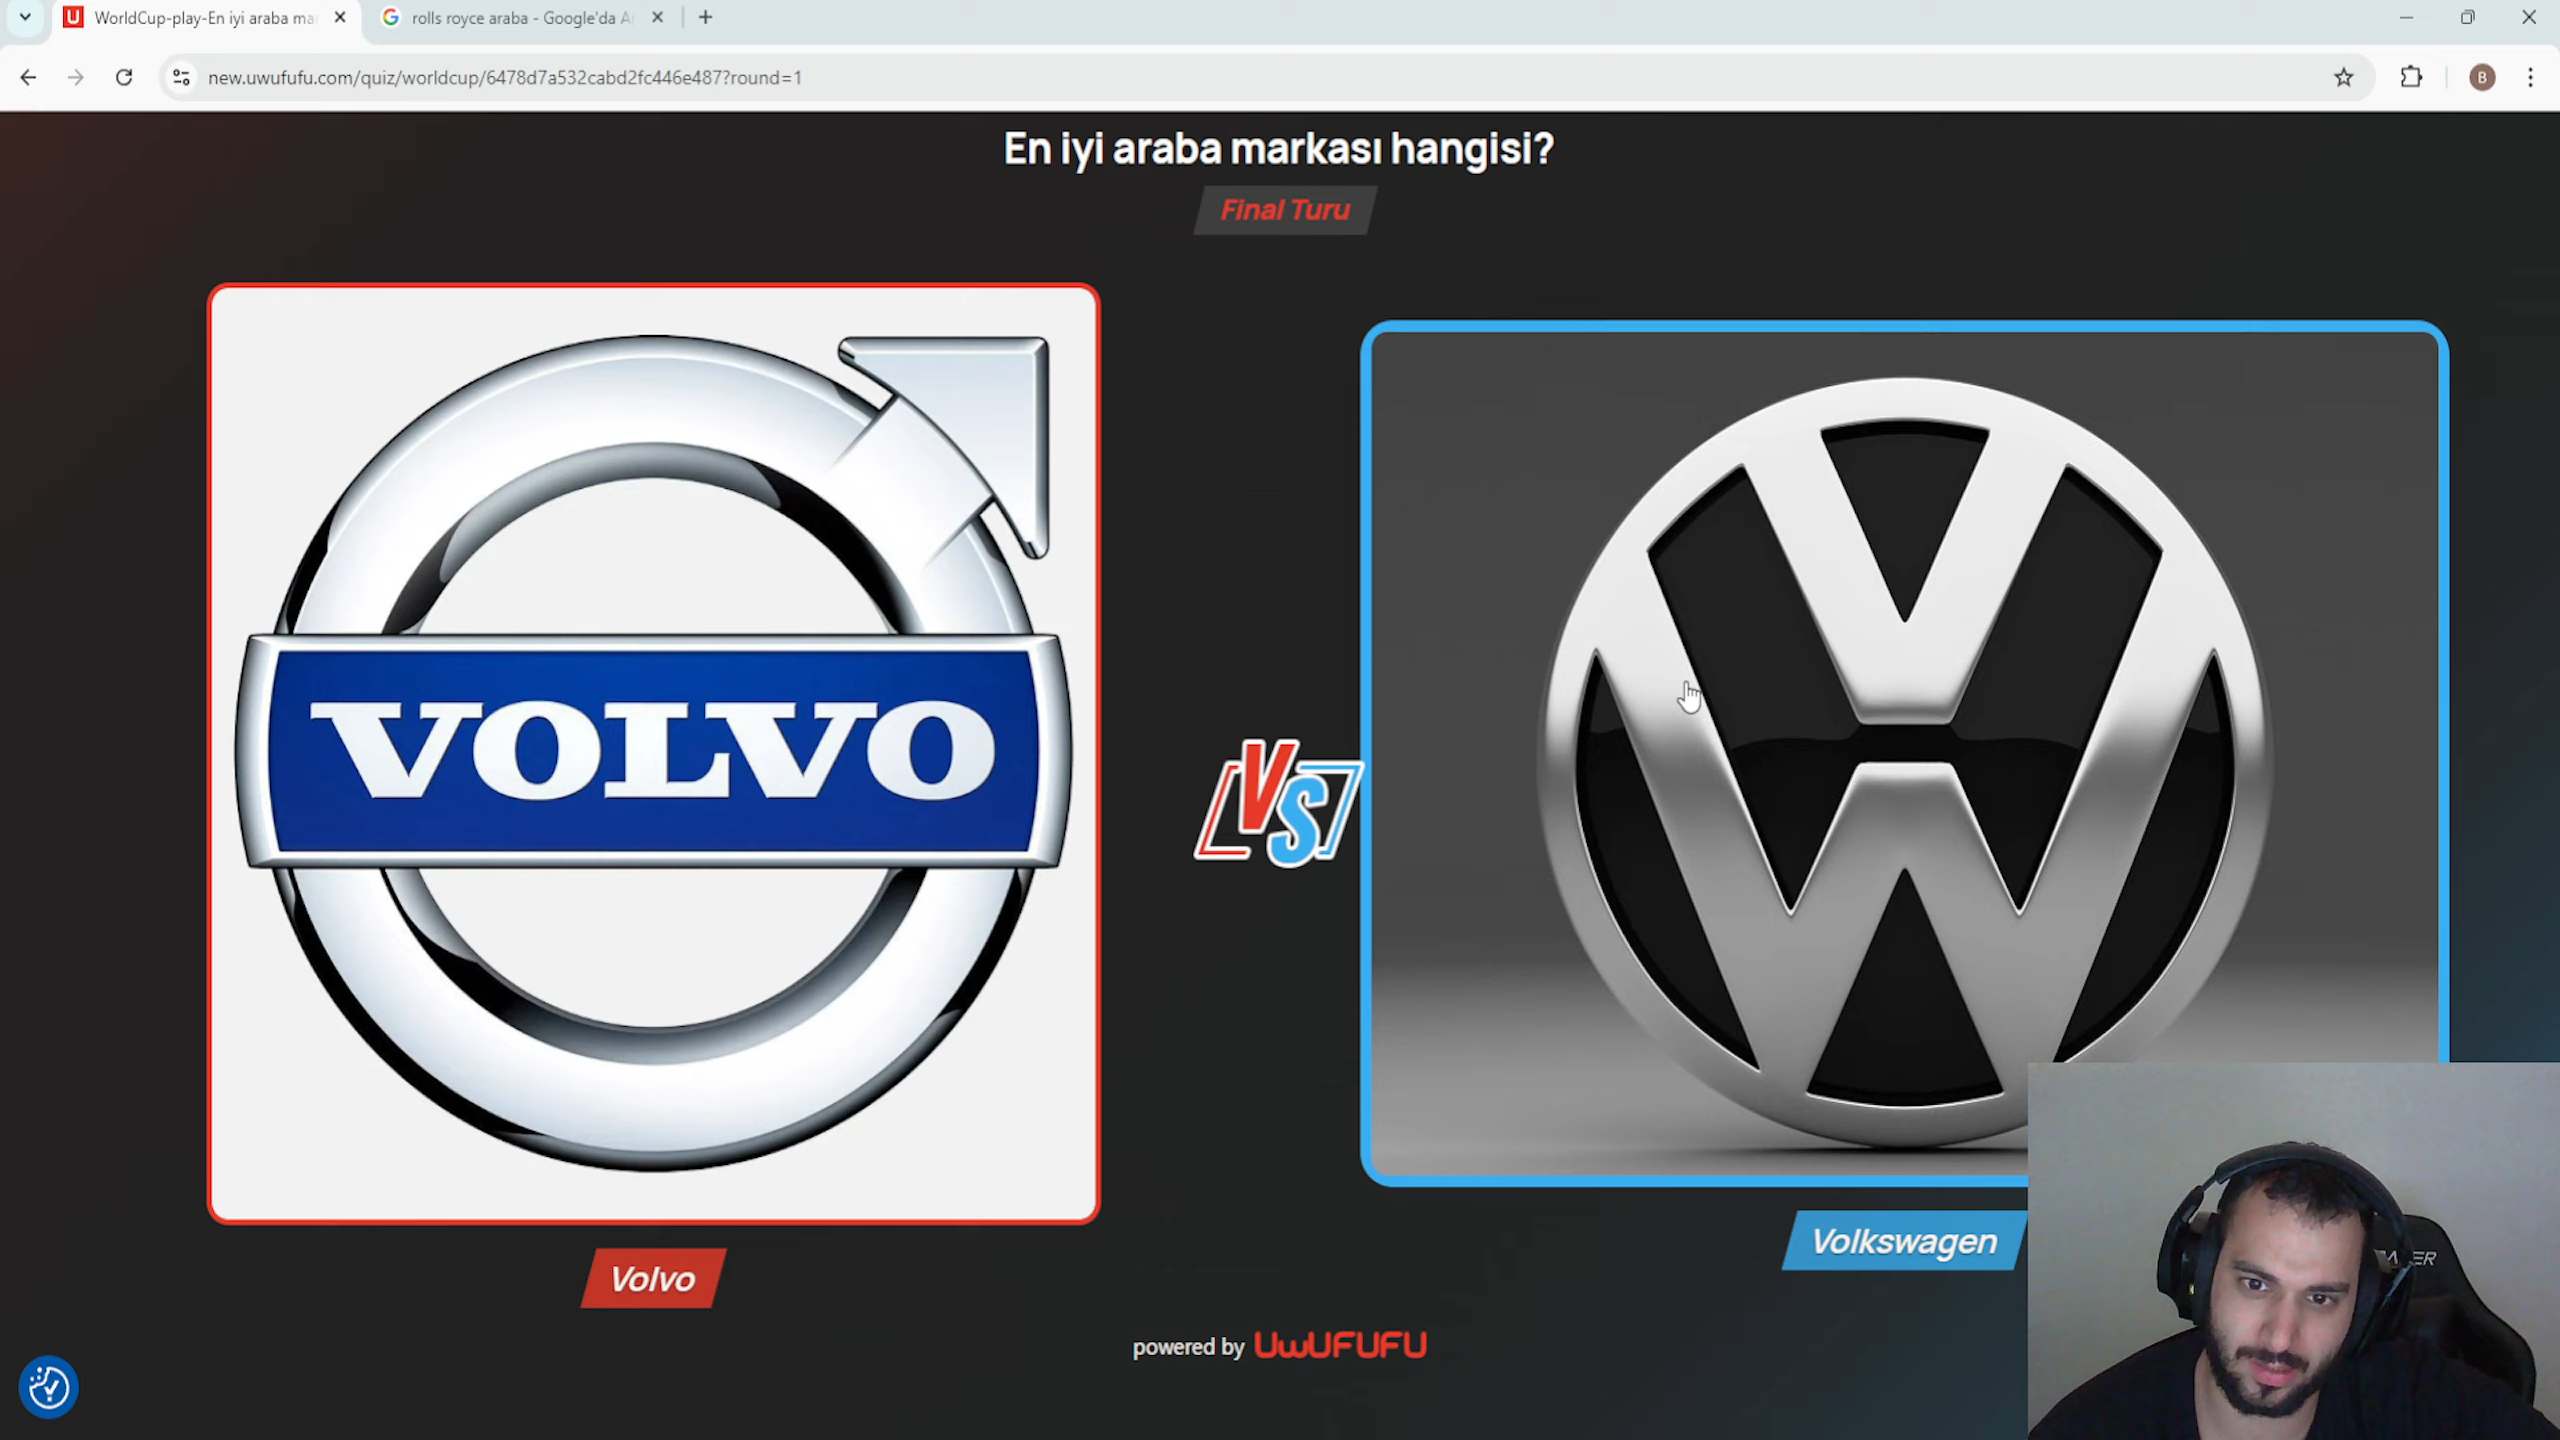 WorldCup-play-En iyi araba ma
rolls royce araba - Google'da A
new.uwufufu.com/quiz/worldcup/6478d7a532cabd2fc446e487?round=1
B
En iyi araba markası hangisi?
Final Turu
VOLVO
VS
Volvo
Volkswagen
powered by UwUFUFU